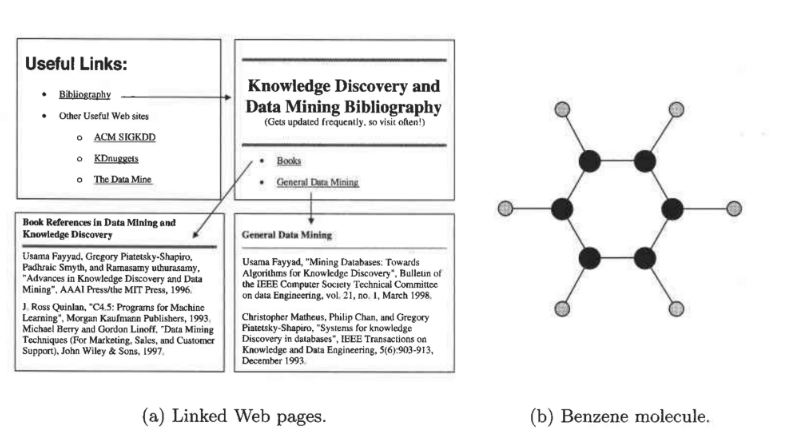 Useful Links:
• Bibliography
• Other Useful Web sites
o ACM SIGKDD
o KDnuggets
o The Data Mine
Knowledge Discovery and
Data Mining Bibliography
(Gets updated frequently, so visit often!)
• Books
• General Data Mining
Book References in Data Mining and
Knowledge Discovery
Usama Fayyad, Gregory Piatetsky-Shapiro,
Padhraic Smyth, and Ramasamy uthurasamy,
"Advances in Knowledge Discovery and Data
Mining", AAAI Press/the MIT Press, 1996.
J. Ross Quinlan, "C4.5: Programs for Machine
Learning", Morgan Kaufmann Publishers, 1993.
Michael Berry and Gordon Linoff, "Data Mining
Techniques (For Marketing, Sales, and Customer
Support), John Wiley & Sons, 1997.
General Data Mining
Usama Fayyad, "Mining Databases: Towards
Algorithms for Knowledge Discovery", Bulletin of
the IEEE Computer Society Technical Committee
on data Engineering, vol. 21, no. 1, March 1998.
Christopher Matheus, Philip Chan, and Gregory
Piatetsky-Shapiro, "Systems for knowledge
Discovery in databases", IEEE Transactions on
Knowledge and Data Engineering, 5(6):903-913,
December 1993.
(a) Linked Web pages.
(b) Benzene molecule.